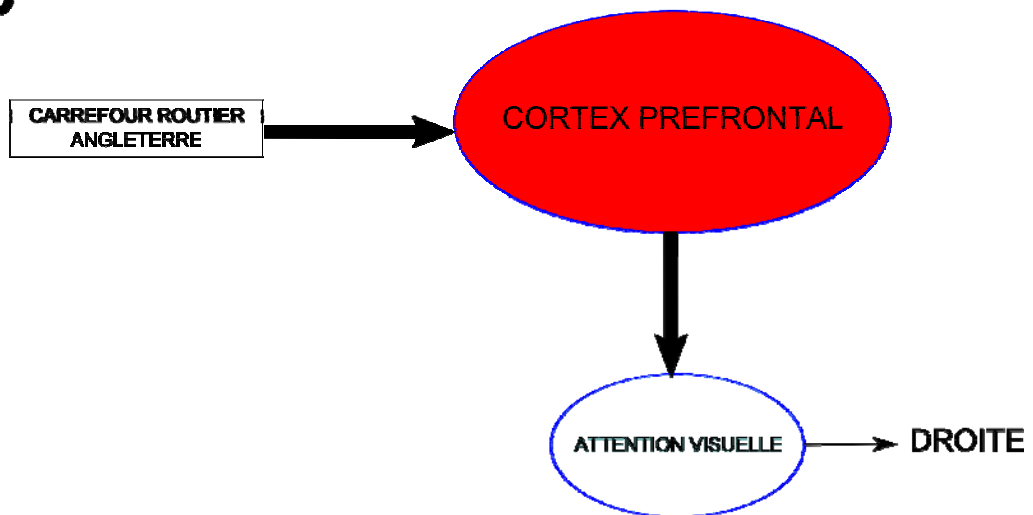 CARREFOUR ROUTIER
ANGLETERRE
CORTEX PREFRONTAL
ATTENTION VISUELLE
DROITE